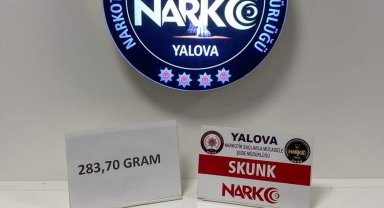 NARKO
YALOVA
283,70 GRAM
YALOVA
NARKOTİK SUÇLARLA MÜCADELE
ŞUBE MÜDÜRLÜĞÜ
SKUNK
NARKO